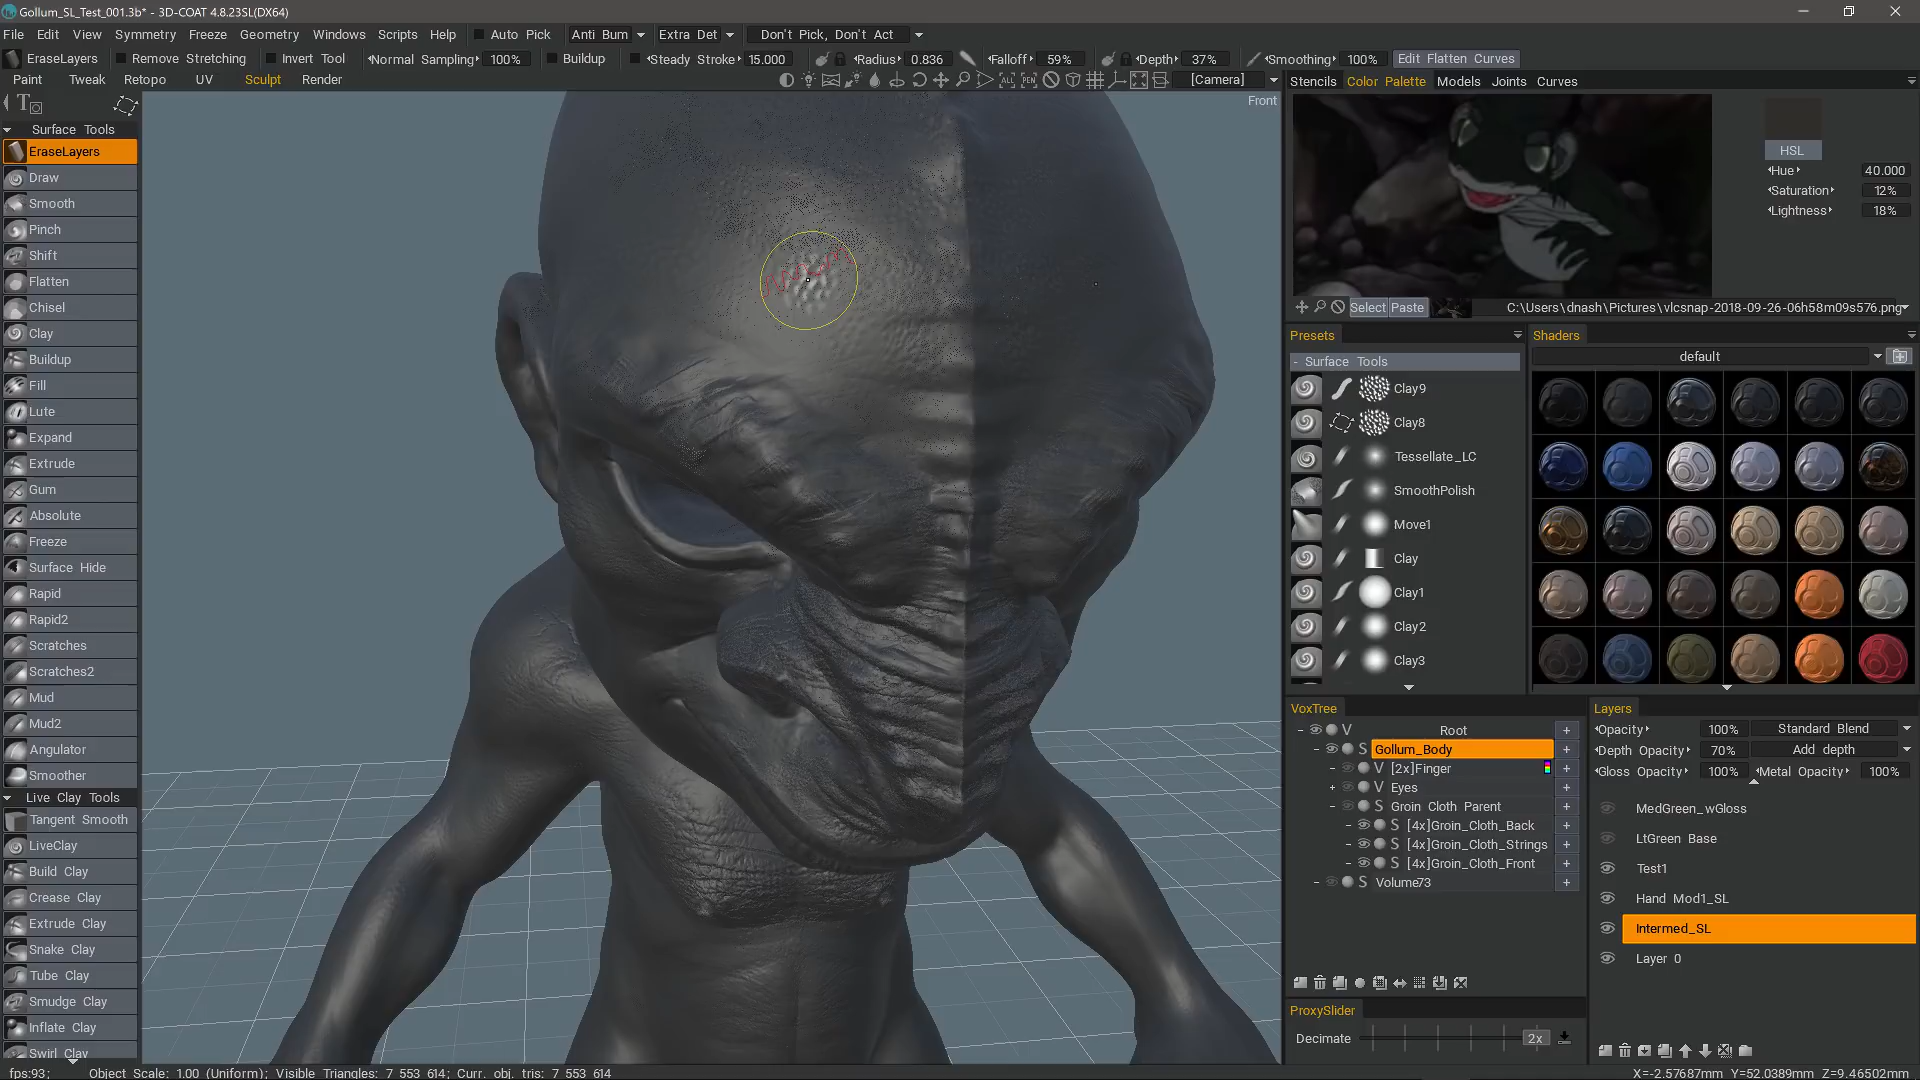 Gollum_SL_Test_001.3b* - 3D-COAT 4.8.23SL(DX64)
File Edit View Symmetry Freeze Geometry Windows Scripts Help Auto Pick Anti Bum Extra Det Don't Pick, Don't Act
EraseLayers Remove Stretching Invert Tool Normal Sampling 100% Buildup Steady Stroke 15.000 Radius 0.836 Falloff 59% Depth 37% Smoothing 100% Edit Flatten Curves
Paint Tweak Retopo UV Sculpt Render ALL PEN [Camera]
Stencils Color Palette Models Joints Curves
Front
Surface Tools
EraseLayers
Draw
Smooth
Pinch
Shift
Flatten
Chisel
Clay
Buildup
Fill
Lute
Expand
Extrude
Gum
Absolute
Freeze
Surface Hide
Rapid
Rapid2
Scratches
Scratches2
Mud
Mud2
Angulator
Smoother
Live Clay Tools
Tangent Smooth
LiveClay
Build Clay
Crease Clay
Extrude Clay
Snake Clay
Tube Clay
Smudge Clay
Inflate Clay
Swirl Clay
HSL
Hue 40.000
Saturation 12%
Lightness 18%
Select Paste C:\Users\dnash\Pictures\vlcsnap-2018-09-26-06h58m09s576.png
Presets
- Surface Tools
Clay9
Clay8
Tessellate_LC
SmoothPolish
Move1
Clay
Clay1
Clay2
Clay3
Shaders
default
VoxTree
V Root +
S Gollum_Body +
V [2x]Finger +
V Eyes +
S Groin Cloth Parent +
S [4x]Groin_Cloth_Back +
S [4x]Groin_Cloth_Strings +
S [4x]Groin_Cloth_Front +
S Volume73 +
ProxySlider
Decimate 2x
Layers
Opacity 100% Standard Blend
Depth Opacity 70% Add depth
Gloss Opacity 100% Metal Opacity 100%
MedGreen_wGloss
LtGreen Base
Test1
Hand Mod1_SL
Intermed_SL
Layer 0
fps:93; Object Scale: 1.00 (Uniform); Visible Triangles: 7 553 614; Curr. obj. tris: 7 553 614
X=-2.57687mm Y=52.0389mm Z=9.46502mm